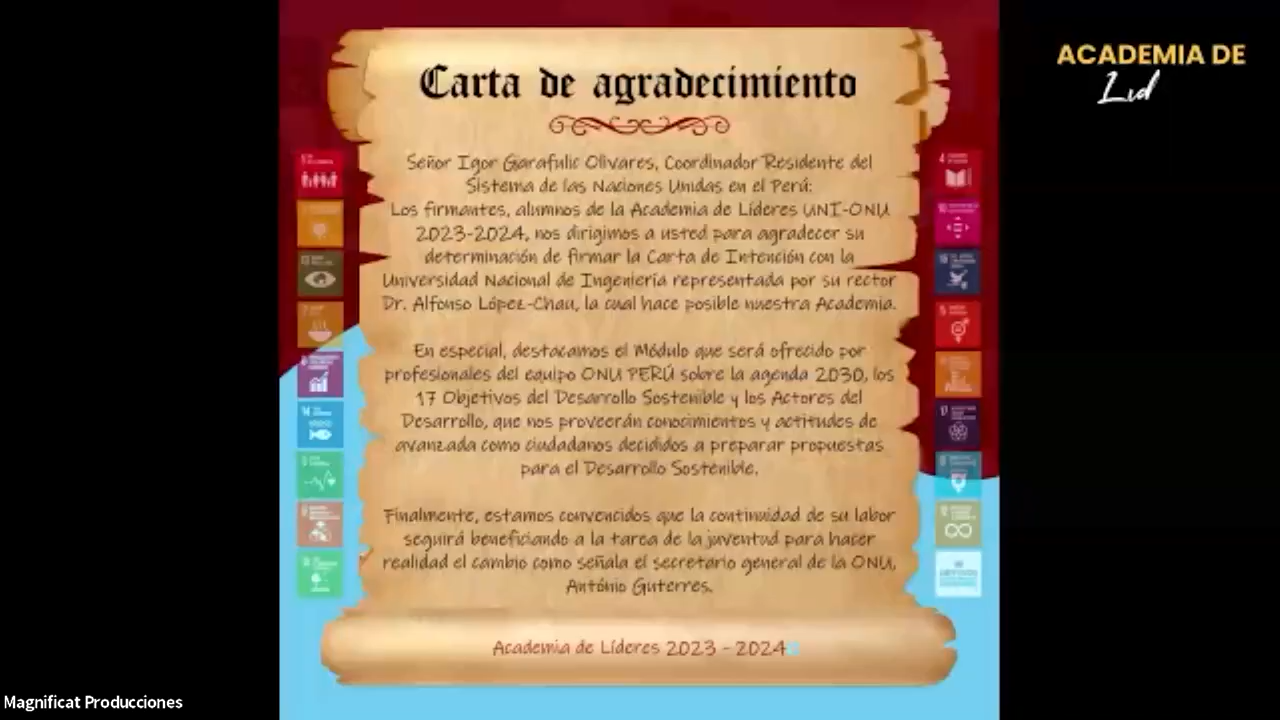 ACADEMIA DE
Carta de agradecimiento
Señor Igor Garafulic Olivares, Coordinador Residente del
Sistema de las Naciones Unidas en el Perú:
Los firmantes, alumnos de la Academia de Líderes UNI-ONU
2023-2024, nos dirigimos a usted para agradecer su
determinación de firmar la Carta de Intención con la
Universidad Nacional de Ingeniería representada por su rector
Dr. Alfonso López-Chau, la cual hace posible nuestra Academia.
En especial, destacamos el Módulo que será ofrecido por
profesionales del equipo ONU PERÚ sobre la agenda 2030, los
17 Objetivos del Desarrollo Sostenible y los Actores del
Desarrollo, que nos proveerán conocimientos y actitudes de
avanzada como ciudadanos decididos a preparar propuestas
para el Desarrollo Sostenible.
Finalmente, estamos convencidos que la continuidad de su labor
seguirá beneficiando a la tarea de la juventud para hacer
realidad el cambio como señala el secretario general de la ONU,
António Guterres.
Academia de Líderes 2023 - 2024
Magnificat Producciones